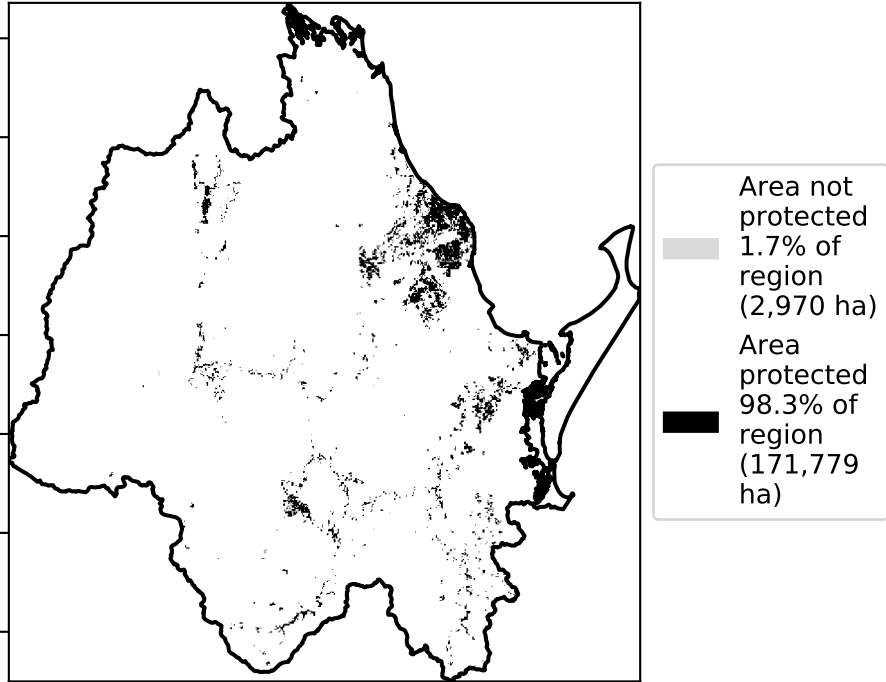 Area not
protected
1.7% of
region
(2,970 ha)
Area
protected
98.3% of
region
(171,779
ha)